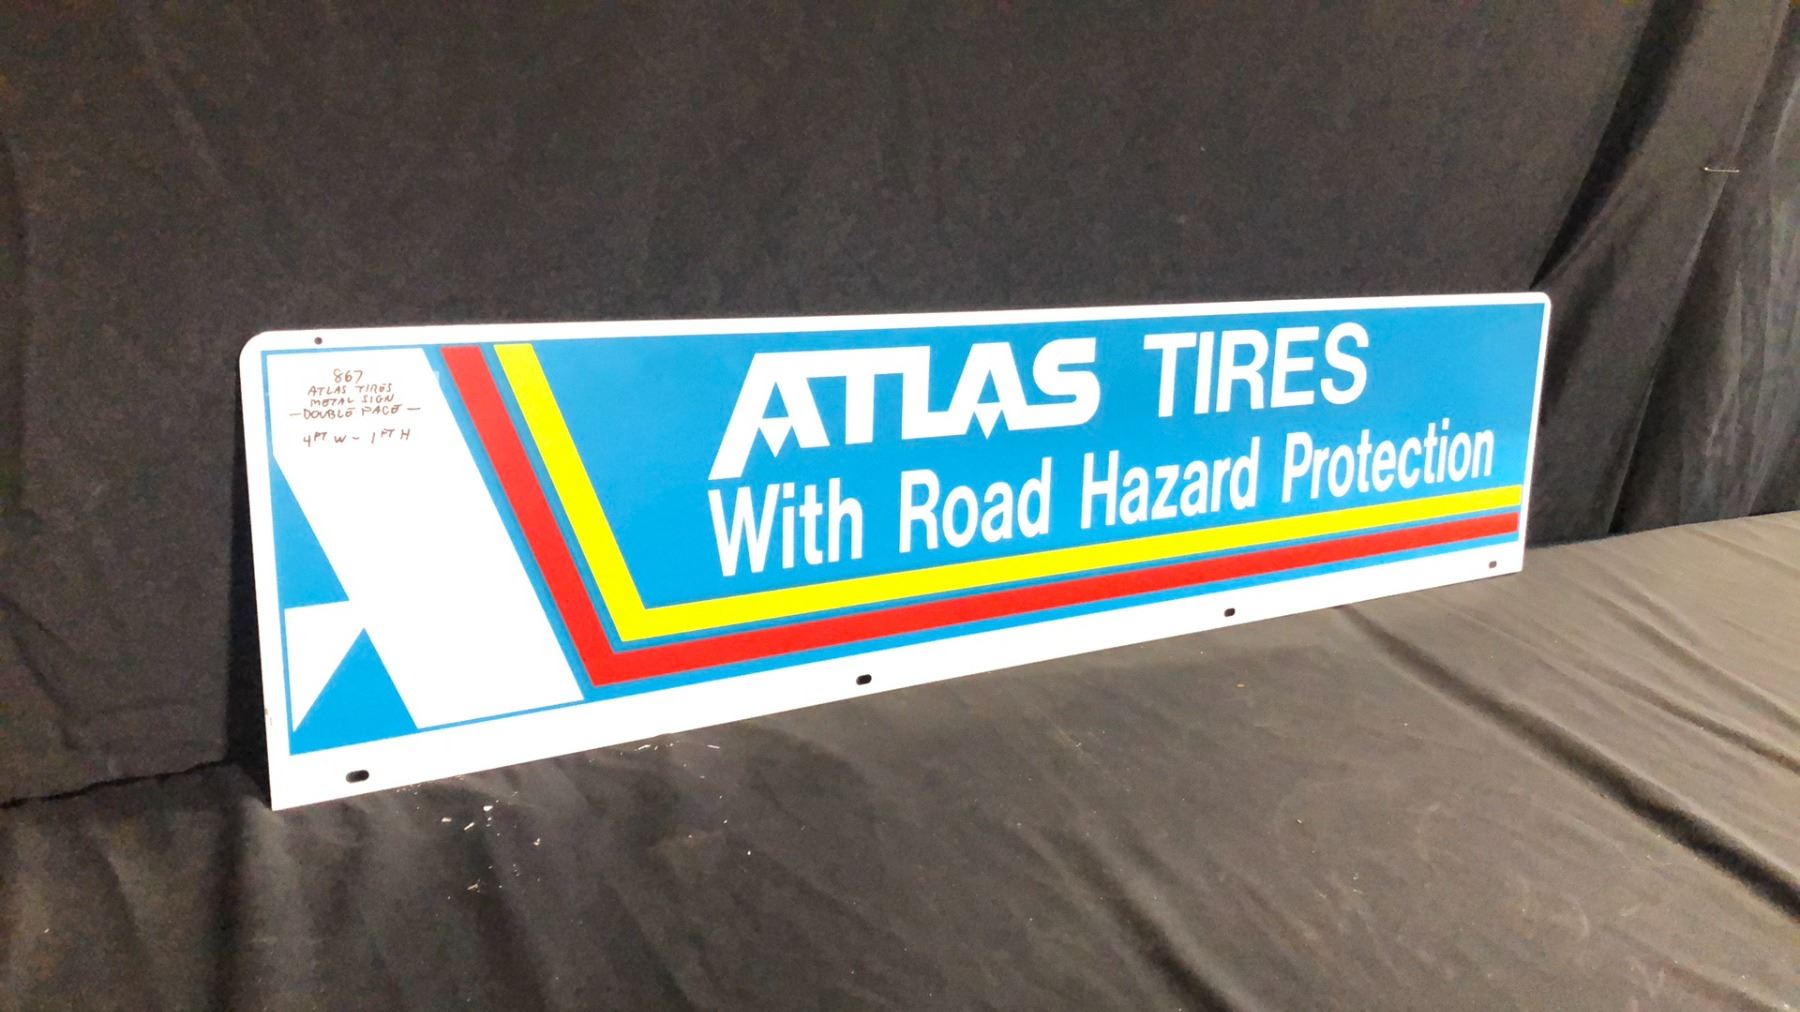 867
ATLAS TIRES
METAL SIGN
-DOUBLE FACE-
4FT W - 1FT H
ATLAS TIRES
With Road Hazard Protection